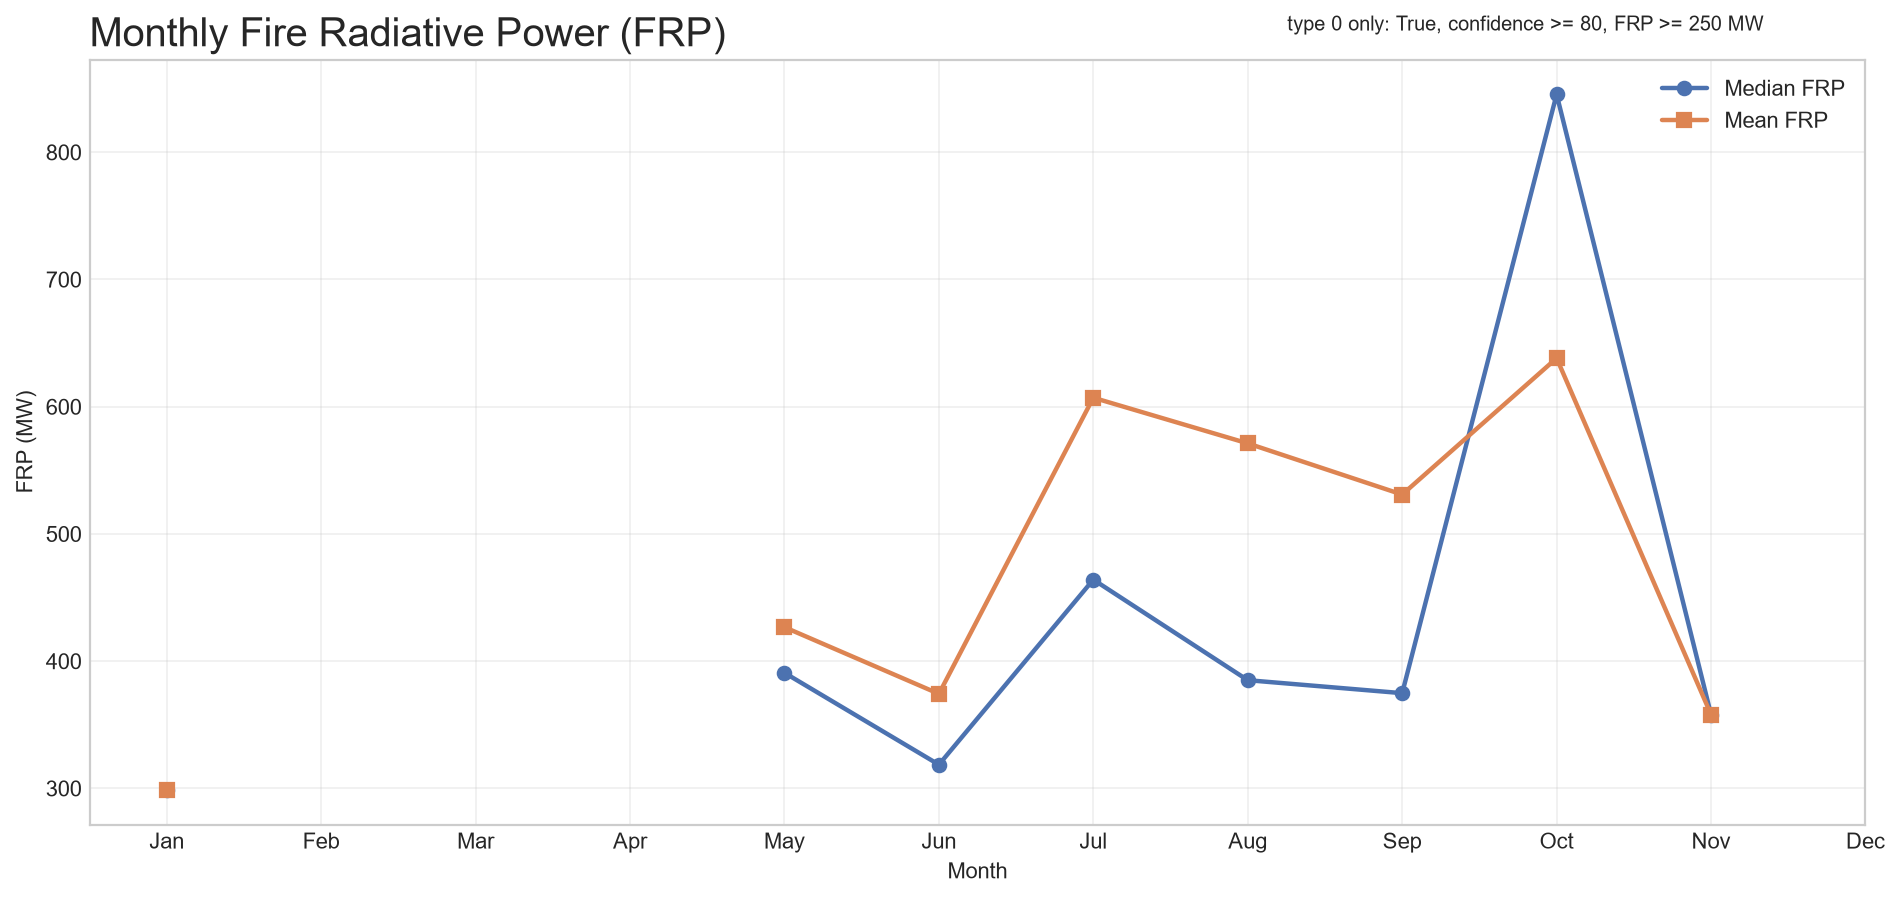 Monthly Fire Radiative Power (FRP)
type 0 only: True, confidence >= 80, FRP >= 250 MW
Median FRP
Mean FRP
800
700
600
500
400
300
FRP (MW)
Jan Feb Mar Apr May Jun Jul Aug Sep Oct Nov Dec
Month